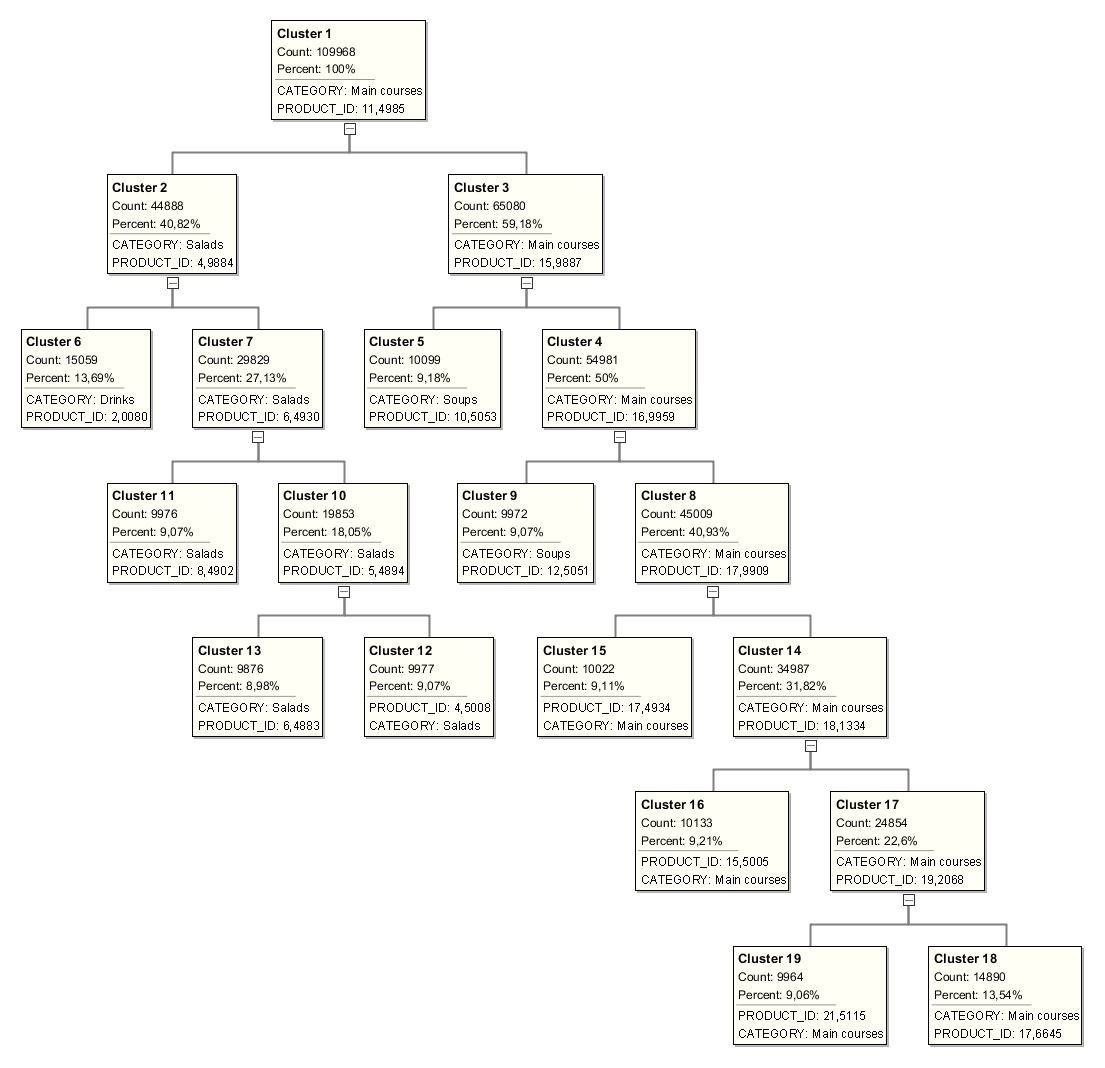 Cluster 1
Count: 109968
Percent: 100%
CATEGORY: Main courses
PRODUCT_ID: 11,4985
Cluster 2
Count: 44888
Percent: 40,82%
CATEGORY: Salads
PRODUCT_ID: 4,9884
Cluster 3
Count: 65080
Percent: 59,18%
CATEGORY: Main courses
PRODUCT_ID: 15,9887
Cluster 6
Count: 15059
Percent: 13,69%
CATEGORY: Drinks
PRODUCT_ID: 2,0080
Cluster 7
Count: 29829
Percent: 27,13%
CATEGORY: Salads
PRODUCT_ID: 6,4930
Cluster 5
Count: 10099
Percent: 9,18%
CATEGORY: Soups
PRODUCT_ID: 10,5053
Cluster 4
Count: 54981
Percent: 50%
CATEGORY: Main courses
PRODUCT_ID: 16,9959
Cluster 11
Count: 9976
Percent: 9,07%
CATEGORY: Salads
PRODUCT_ID: 8,4902
Cluster 10
Count: 19853
Percent: 18,05%
CATEGORY: Salads
PRODUCT_ID: 5,4894
Cluster 9
Count: 9972
Percent: 9,07%
CATEGORY: Soups
PRODUCT_ID: 12,5051
Cluster 8
Count: 45009
Percent: 40,93%
CATEGORY: Main courses
PRODUCT_ID: 17,9909
Cluster 13
Count: 9876
Percent: 8,98%
CATEGORY: Salads
PRODUCT_ID: 6,4883
Cluster 12
Count: 9977
Percent: 9,07%
PRODUCT_ID: 4,5008
CATEGORY: Salads
Cluster 15
Count: 10022
Percent: 9,11%
PRODUCT_ID: 17,4934
CATEGORY: Main courses
Cluster 14
Count: 34987
Percent: 31,82%
CATEGORY: Main courses
PRODUCT_ID: 18,1334
Cluster 16
Count: 10133
Percent: 9,21%
PRODUCT_ID: 15,5005
CATEGORY: Main courses
Cluster 17
Count: 24854
Percent: 22,6%
CATEGORY: Main courses
PRODUCT_ID: 19,2068
Cluster 19
Count: 9964
Percent: 9,06%
PRODUCT_ID: 21,5115
CATEGORY: Main courses
Cluster 18
Count: 14890
Percent: 13,54%
CATEGORY: Main courses
PRODUCT_ID: 17,6645